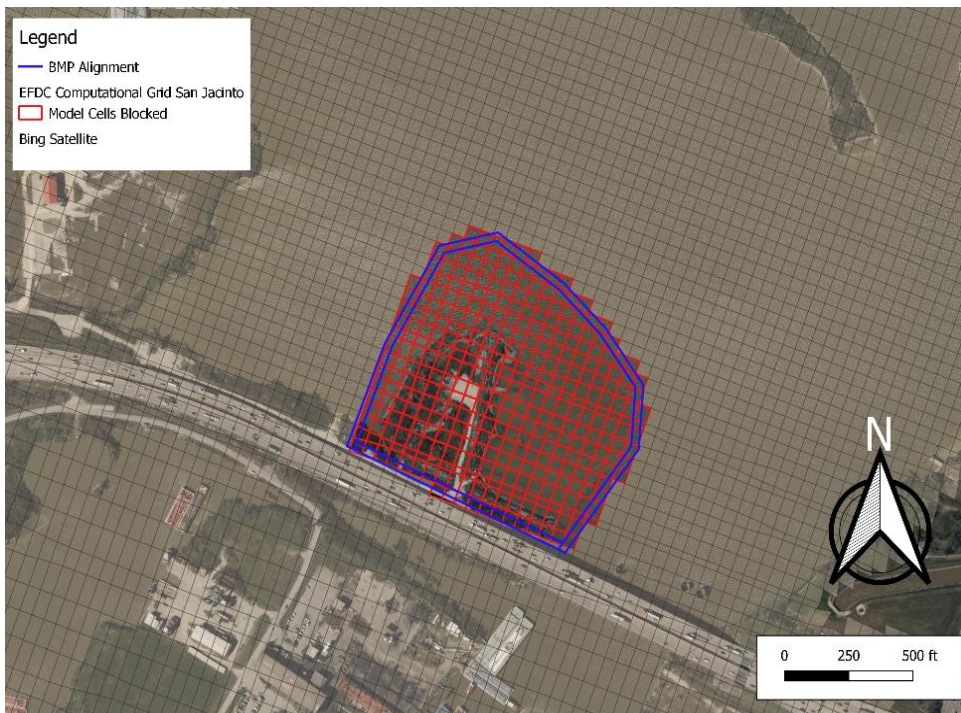 Legend
BMP Alignment
EFDC Computational Grid San Jacinto
Model Cells Blocked
Bing Satellite
N
0 250 500 ft